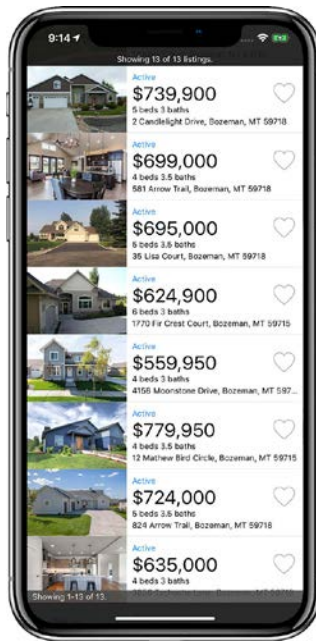 9:14
Showing 13 of 13 listings.
Active
$739,900
5 beds 3 baths
2 Candlelight Drive, Bozeman, MT 59718
Active
$699,000
4 beds 3.5 baths
581 Arrow Trail, Bozeman, MT 59718
Active
$695,000
5 beds 3 baths
35 Lisa Court, Bozeman, MT 59718
Active
$624,900
6 beds 3 baths
1770 Fir Crest Court, Bozeman, MT 59715
Active
$559,950
4 beds 3 baths
4156 Moonstone Drive, Bozeman, MT 597...
Active
$779,950
4 beds 3.5 baths
12 Mathew Bird Circle, Bozeman, MT 59715
Active
$724,000
5 beds 3.5 baths
824 Arrow Trail, Bozeman, MT 59718
Active
$635,000
4 beds 3 baths
Showing 1-13 of 13.